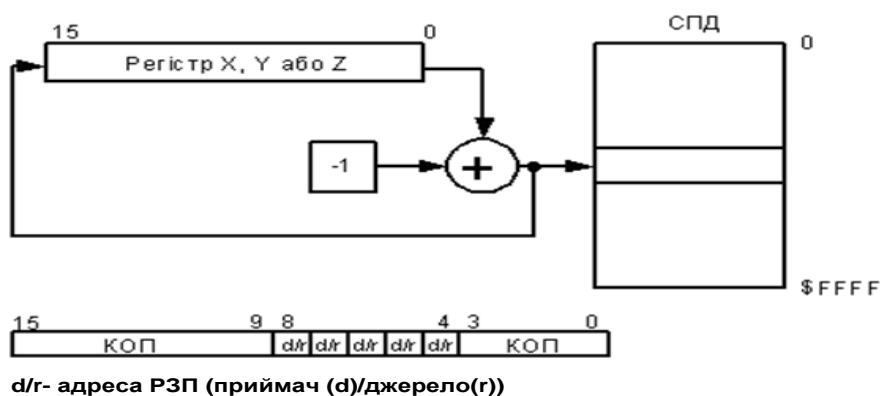 СПД
15 0
0
Регістр X, Y або Z
-1
+
$FFFF
15 9 8 4 3 0
КОП d/r d/r d/r d/r d/r КОП
d/r- адреса РЗП (приймач (d)/джерело(r))